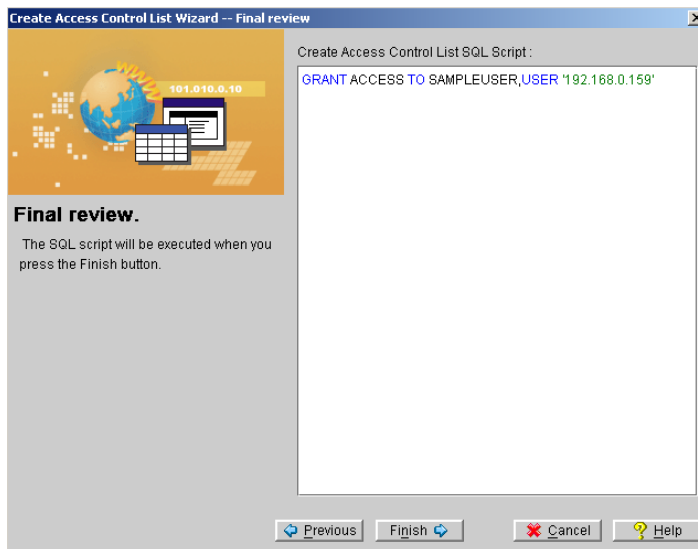 Create Access Control List Wizard -- Final review
101.010.0.10
WWW
Final review.
The SQL script will be executed when you
press the Finish button.
Create Access Control List SQL Script :
GRANT ACCESS TO SAMPLEUSER,USER '192.168.0.159'
Previous
Finish
Cancel
Help